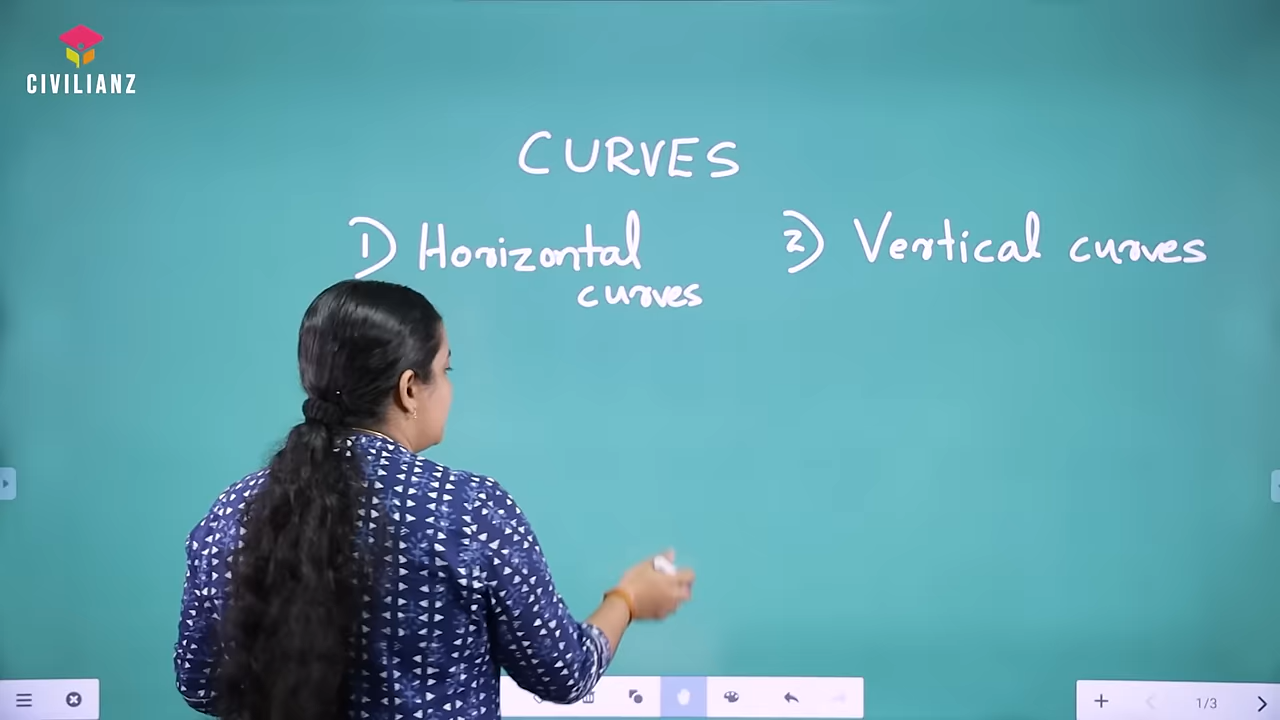 CIVILIANZ
CURVES
1) Horizontal
curves
2) Vertical curves
1/3